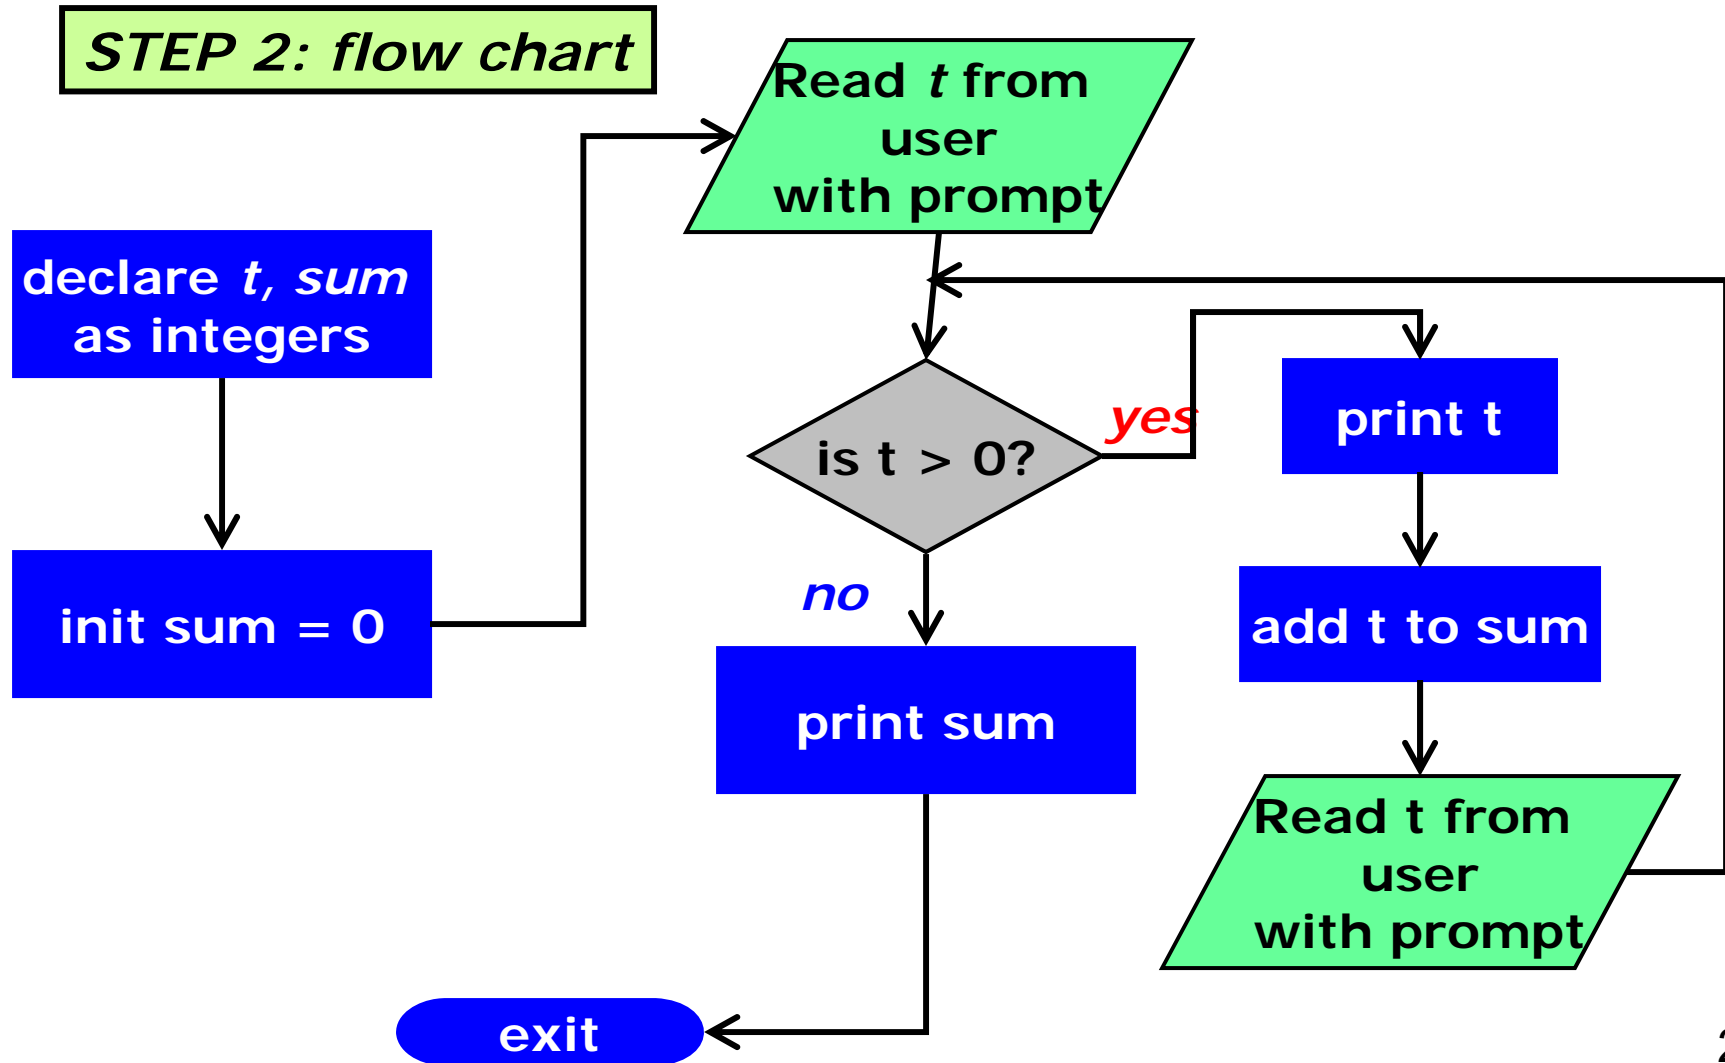 STEP 2: flow chart
Read t from
user
with prompt
declare t, sum
as integers
init sum = 0
is t > 0?
yes
no
print t
add t to sum
print sum
Read t from
user
with prompt
exit